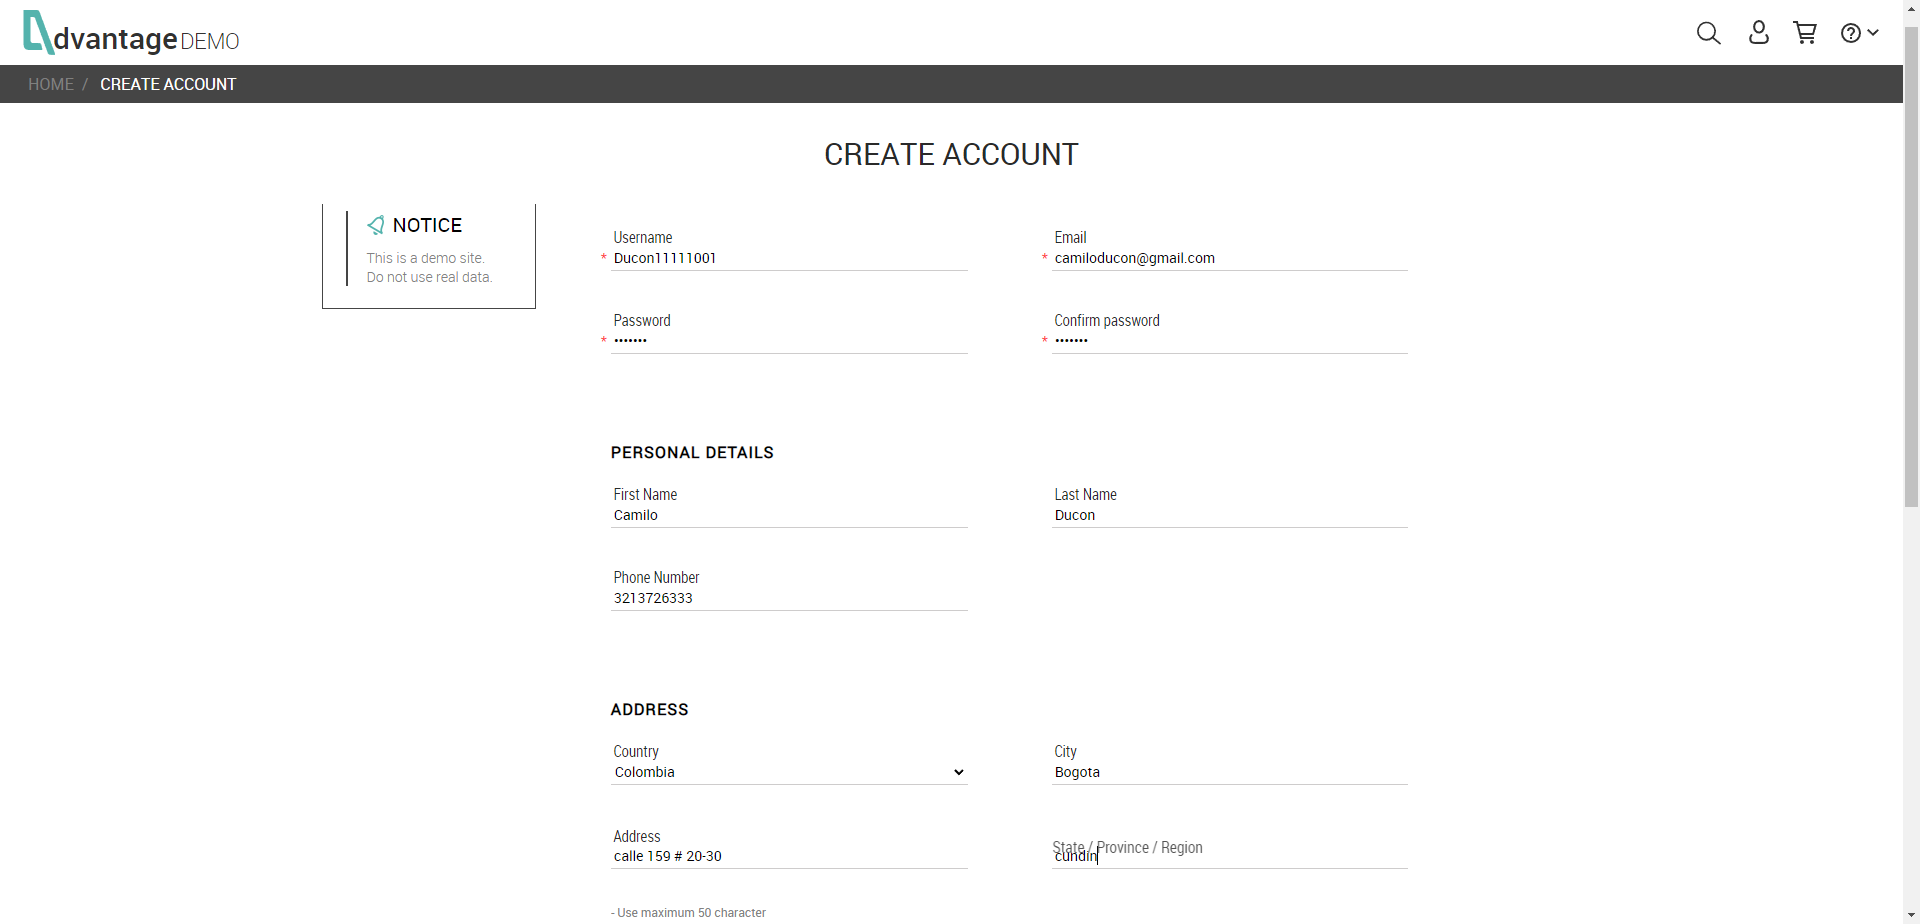 dvantage DEMO
HOME / CREATE ACCOUNT
CREATE ACCOUNT
NOTICE
This is a demo site.
Do not use real data.
Username
* Ducon11111001
Email
* camiloducon@gmail.com
Password
* •••••••
Confirm password
* •••••••
PERSONAL DETAILS
First Name
Camilo
Last Name
Ducon
Phone Number
3213726333
ADDRESS
Country
Colombia
City
Bogota
Address
calle 159 # 20-30
State / Province / Region
cundin
- Use maximum 50 character